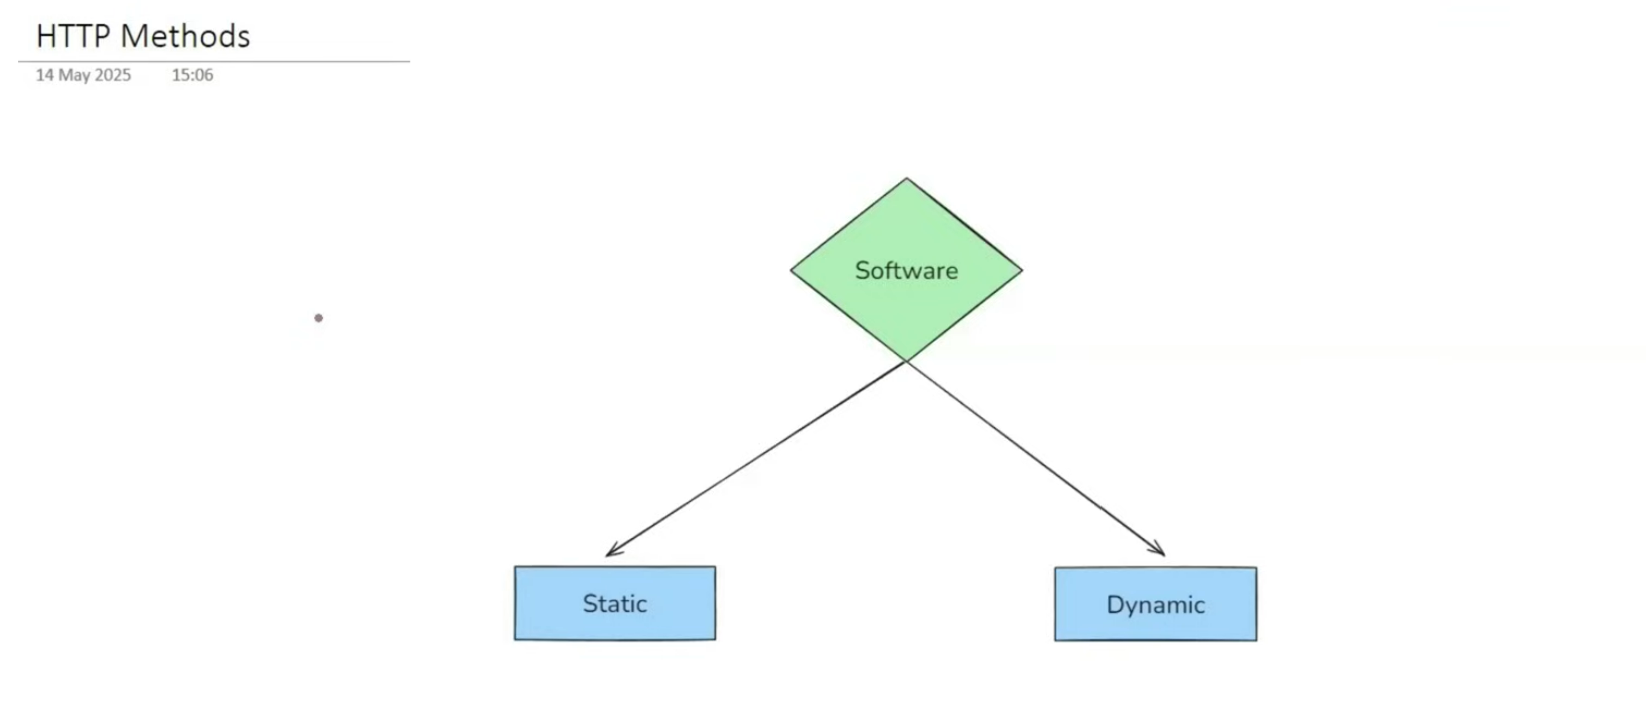 HTTP Methods
14 May 2025 15:06
Software
Static
Dynamic